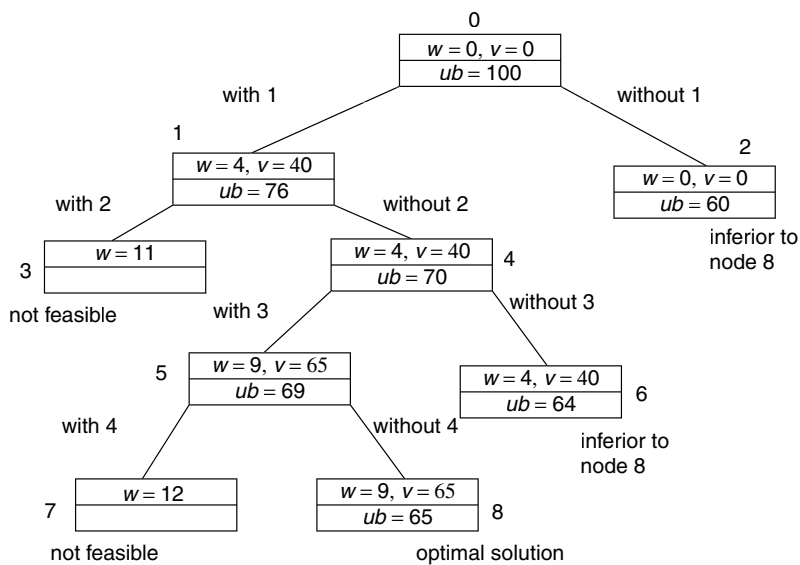 0
w = 0, v = 0
ub = 100
with 1
without 1
1
w = 4, v = 40
ub = 76
2
w = 0, v = 0
ub = 60
inferior to
node 8
with 2
without 2
3
w = 11
not feasible
w = 4, v = 40
ub = 70
4
with 3
without 3
5
w = 9, v = 65
ub = 69
w = 4, v = 40
ub = 64
6
inferior to
node 8
with 4
without 4
7
w = 12
not feasible
w = 9, v = 65
ub = 65
8
optimal solution